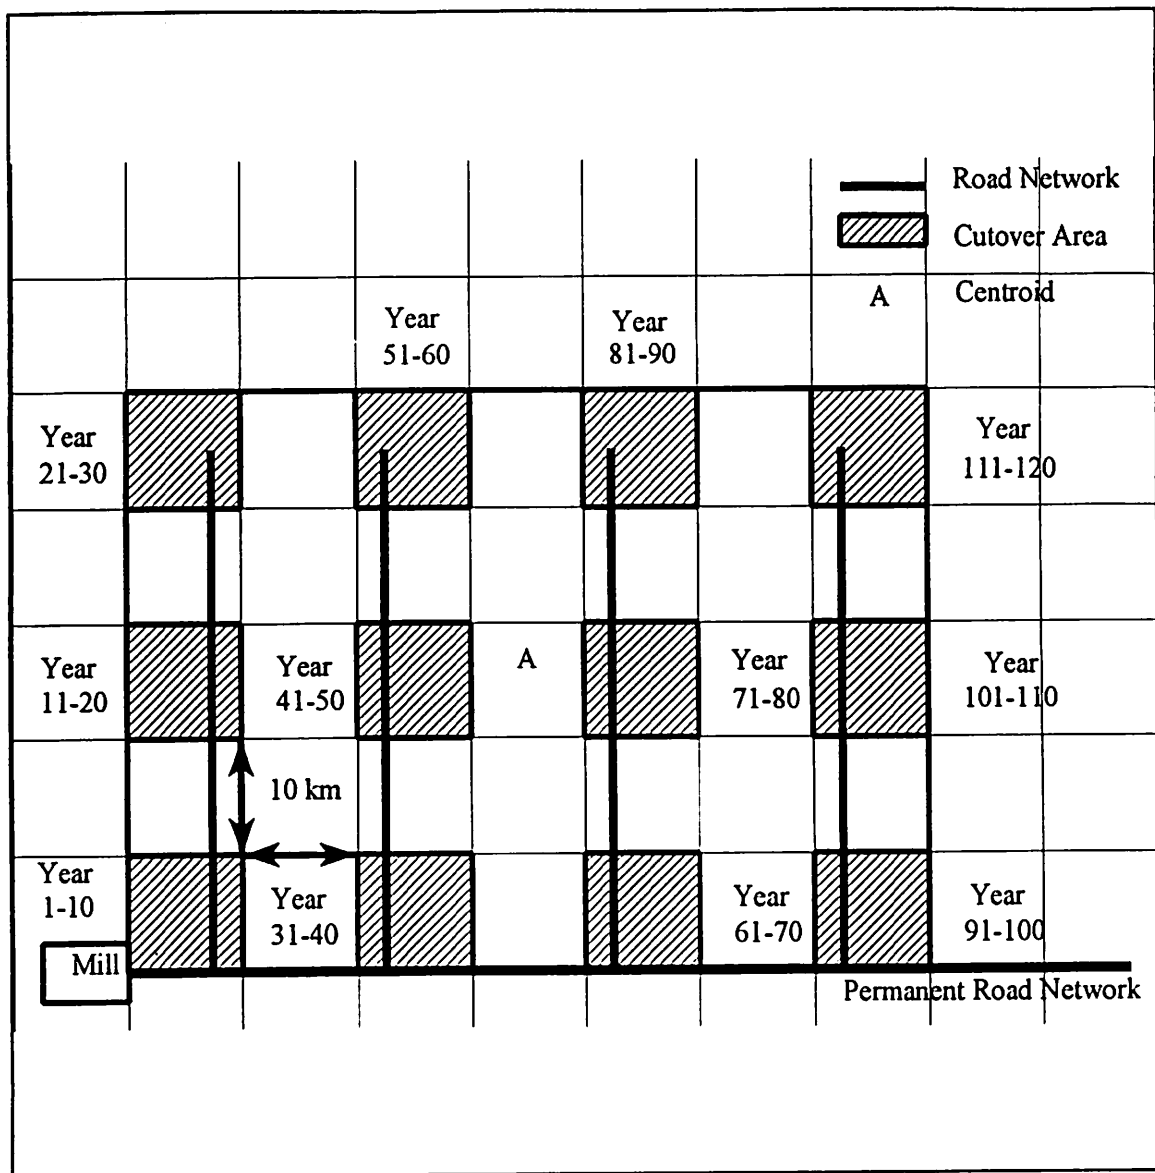 Road Network
Cutover Area
A Centroid
Year
51-60
Year
81-90
Year
21-30
Year
111-120
Year
11-20
Year
41-50
A
Year
71-80
Year
101-110
10 km
Year
1-10
Year
31-40
Year
61-70
Year
91-100
Mill
Permanent Road Network